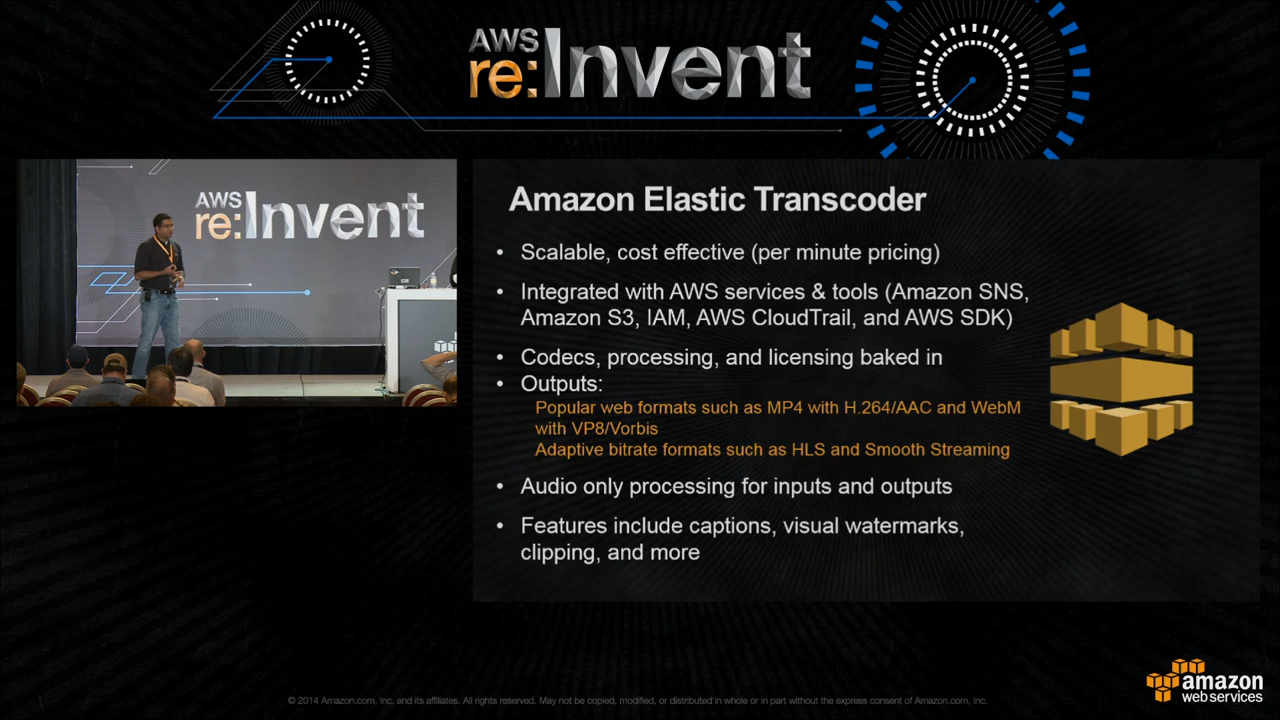 AWS
re:Invent
AWS
re:Invent
Amazon Elastic Transcoder
• Scalable, cost effective (per minute pricing)
• Integrated with AWS services & tools (Amazon SNS,
Amazon S3, IAM, AWS CloudTrail, and AWS SDK)
• Codecs, processing, and licensing baked in
• Outputs:
Popular web formats such as MP4 with H.264/AAC and WebM
with VP8/Vorbis
Adaptive bitrate formats such as HLS and Smooth Streaming
• Audio only processing for inputs and outputs
• Features include captions, visual watermarks,
clipping, and more
amazon
web services
© 2014 Amazon.com, Inc. and its affiliates. All rights reserved. May not be copied, modified, or distributed in whole or in part without the express consent of Amazon.com, Inc.